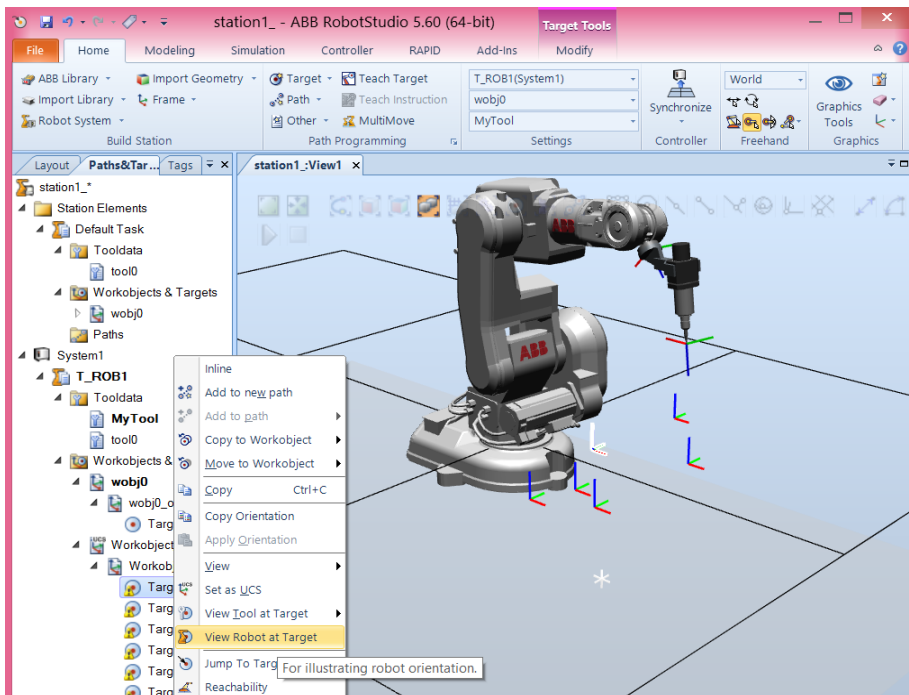 station1_ - ABB RobotStudio 5.60 (64-bit)
Target Tools
File Home Modeling Simulation Controller RAPID Add-Ins Modify
ABB Library
Import Geometry
Import Library
Frame
Robot System
Build Station
Target
Teach Target
Path
Teach Instruction
Other
MultiMove
Path Programming
T_ROB1(System1)
wobj0
MyTool
Settings
Synchronize
Controller
World
Freehand
Graphics
Tools
Graphics
Layout Paths&Tar... Tags
station1_:View1
station1_*
Station Elements
Default Task
Tooldata
tool0
Workobjects & Targets
wobj0
Paths
System1
T_ROB1
Tooldata
MyTool
tool0
Workobjects &
wobj0
wobj0_o
Targ
UCS
Workobject
Workob
Targ
Targ
Targ
Targ
Targ
Targ
Inline
Add to new path
Add to path
Copy to Workobject
Move to Workobject
Copy Ctrl+C
Copy Orientation
Apply Orientation
View
UCS
Set as UCS
View Tool at Target
View Robot at Target
Jump To Targ
For illustrating robot orientation.
Reachability
ABB
ABB